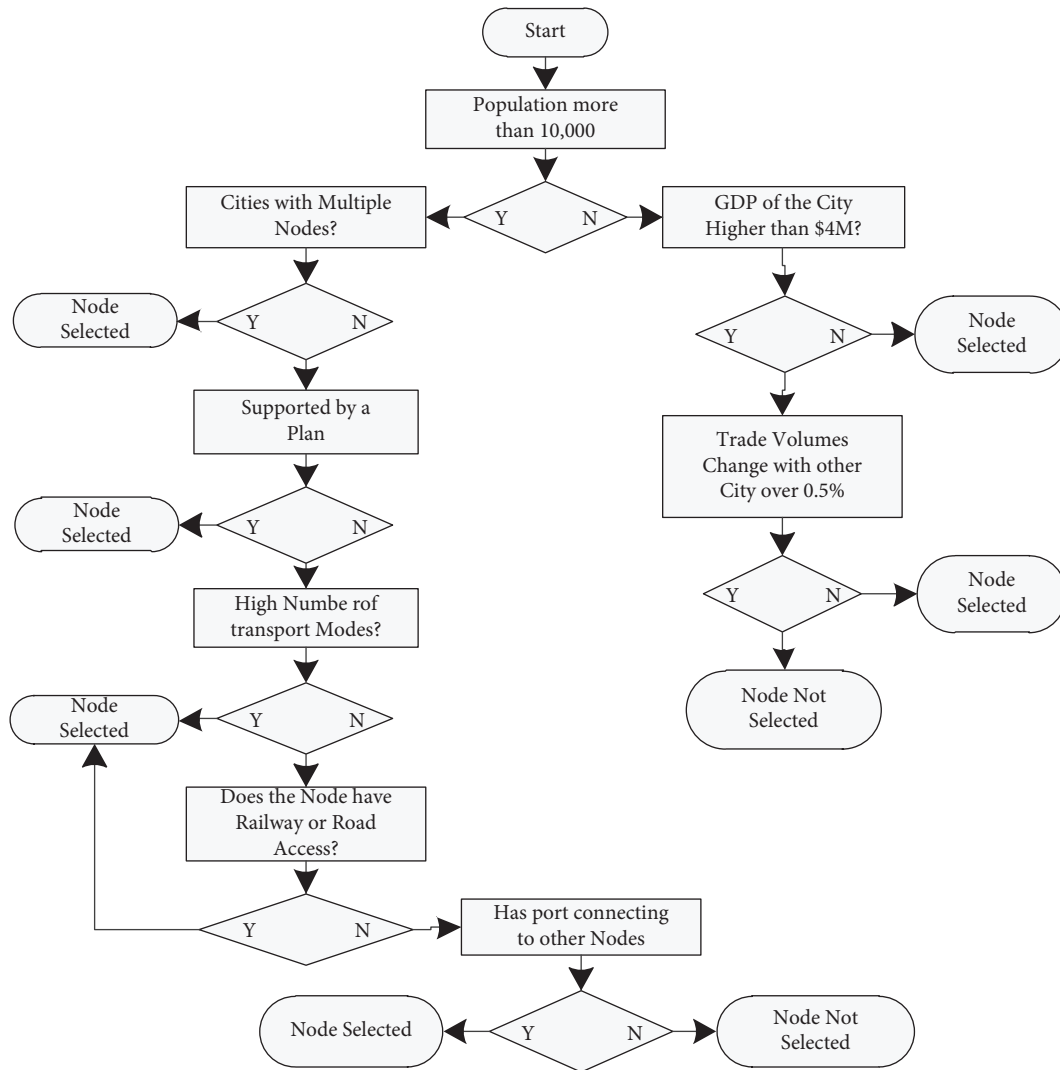 Start
Population more
than 10,000
Y
N
Cities with Multiple
Nodes?
GDP of the City
Higher than $4M?
Node
Selected
Y
N
Y
N
Node
Selected
Supported by a
Plan
Trade Volumes
Change with other
City over 0.5%
Node
Selected
Y
N
Y
N
Node
Selected
High Numbe rof
transport Modes?
Node Not
Selected
Node
Selected
Y
N
Does the Node have
Railway or Road
Access?
Y
N
Has port connecting
to other Nodes
Node Selected
Y
N
Node Not
Selected